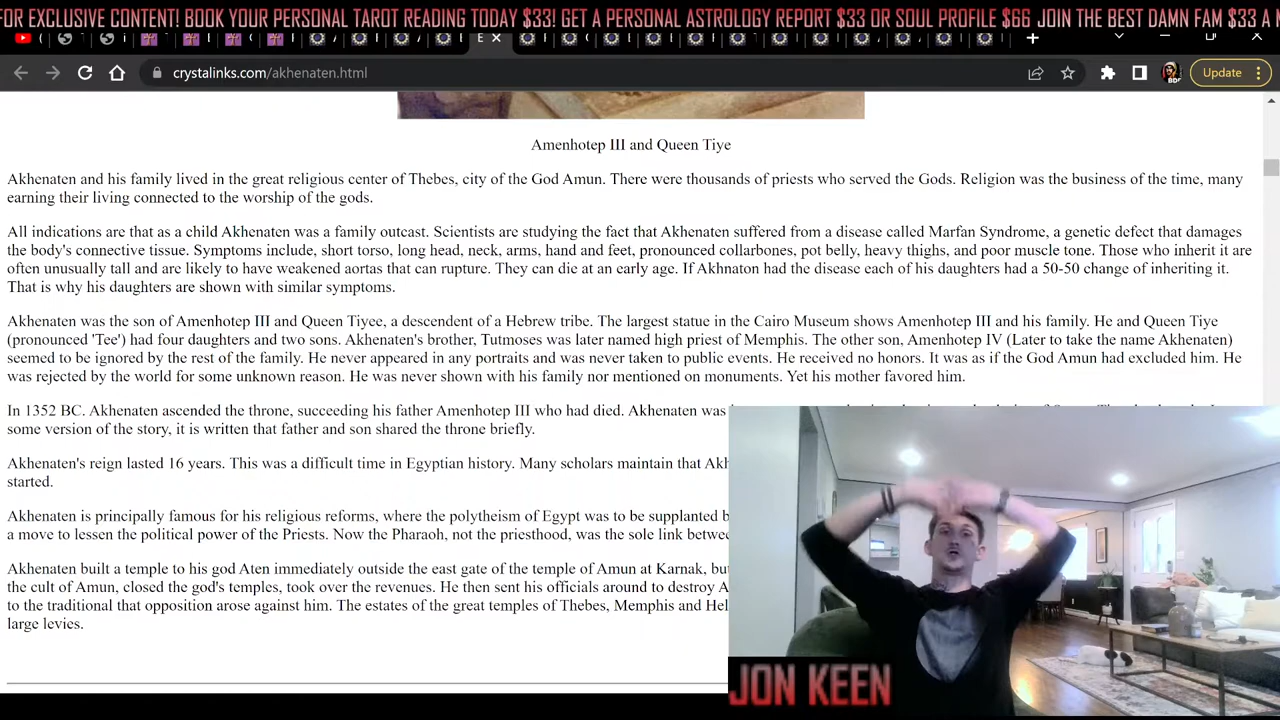 FOR EXCLUSIVE CONTENT! BOOK YOUR PERSONAL TAROT READING TODAY $33! GET A PERSONAL ASTROLOGY REPORT $33 OR SOUL PROFILE $66 JOIN THE BEST DAMN FAM $33 A
crystalinks.com/akhenaten.html
Update
Amenhotep III and Queen Tiye
Akhenaten and his family lived in the great religious center of Thebes, city of the God Amun. There were thousands of priests who served the Gods. Religion was the business of the time, many
earning their living connected to the worship of the gods.
All indications are that as a child Akhenaten was a family outcast. Scientists are studying the fact that Akhenaten suffered from a disease called Marfan Syndrome, a genetic defect that damages
the body's connective tissue. Symptoms include, short torso, long head, neck, arms, hand and feet, pronounced collarbones, pot belly, heavy thighs, and poor muscle tone. Those who inherit it are
often unusually tall and are likely to have weakened aortas that can rupture. They can die at an early age. If Akhnaton had the disease each of his daughters had a 50-50 change of inheriting it.
That is why his daughters are shown with similar symptoms.
Akhenaten was the son of Amenhotep III and Queen Tiyee, a descendent of a Hebrew tribe. The largest statue in the Cairo Museum shows Amenhotep III and his family. He and Queen Tiye
(pronounced 'Tee') had four daughters and two sons. Akhenaten's brother, Tutmoses was later named high priest of Memphis. The other son, Amenhotep IV (Later to take the name Akhenaten)
seemed to be ignored by the rest of the family. He never appeared in any portraits and was never taken to public events. He received no honors. It was as if the God Amun had excluded him. He
was rejected by the world for some unknown reason. He was never shown with his family nor mentioned on monuments. Yet his mother favored him.
In 1352 BC. Akhenaten ascended the throne, succeeding his father Amenhotep III who had died. Akhenaten was
some version of the story, it is written that father and son shared the throne briefly.
Akhenaten's reign lasted 16 years. This was a difficult time in Egyptian history. Many scholars maintain that Akh
started.
Akhenaten is principally famous for his religious reforms, where the polytheism of Egypt was to be supplanted b
a move to lessen the political power of the Priests. Now the Pharaoh, not the priesthood, was the sole link betwe
Akhenaten built a temple to his god Aten immediately outside the east gate of the temple of Amun at Karnak, bu
the cult of Amun, closed the god's temples, took over the revenues. He then sent his officials around to destroy A
to the traditional that opposition arose against him. The estates of the great temples of Thebes, Memphis and Hel
large levies.
JON KEEN